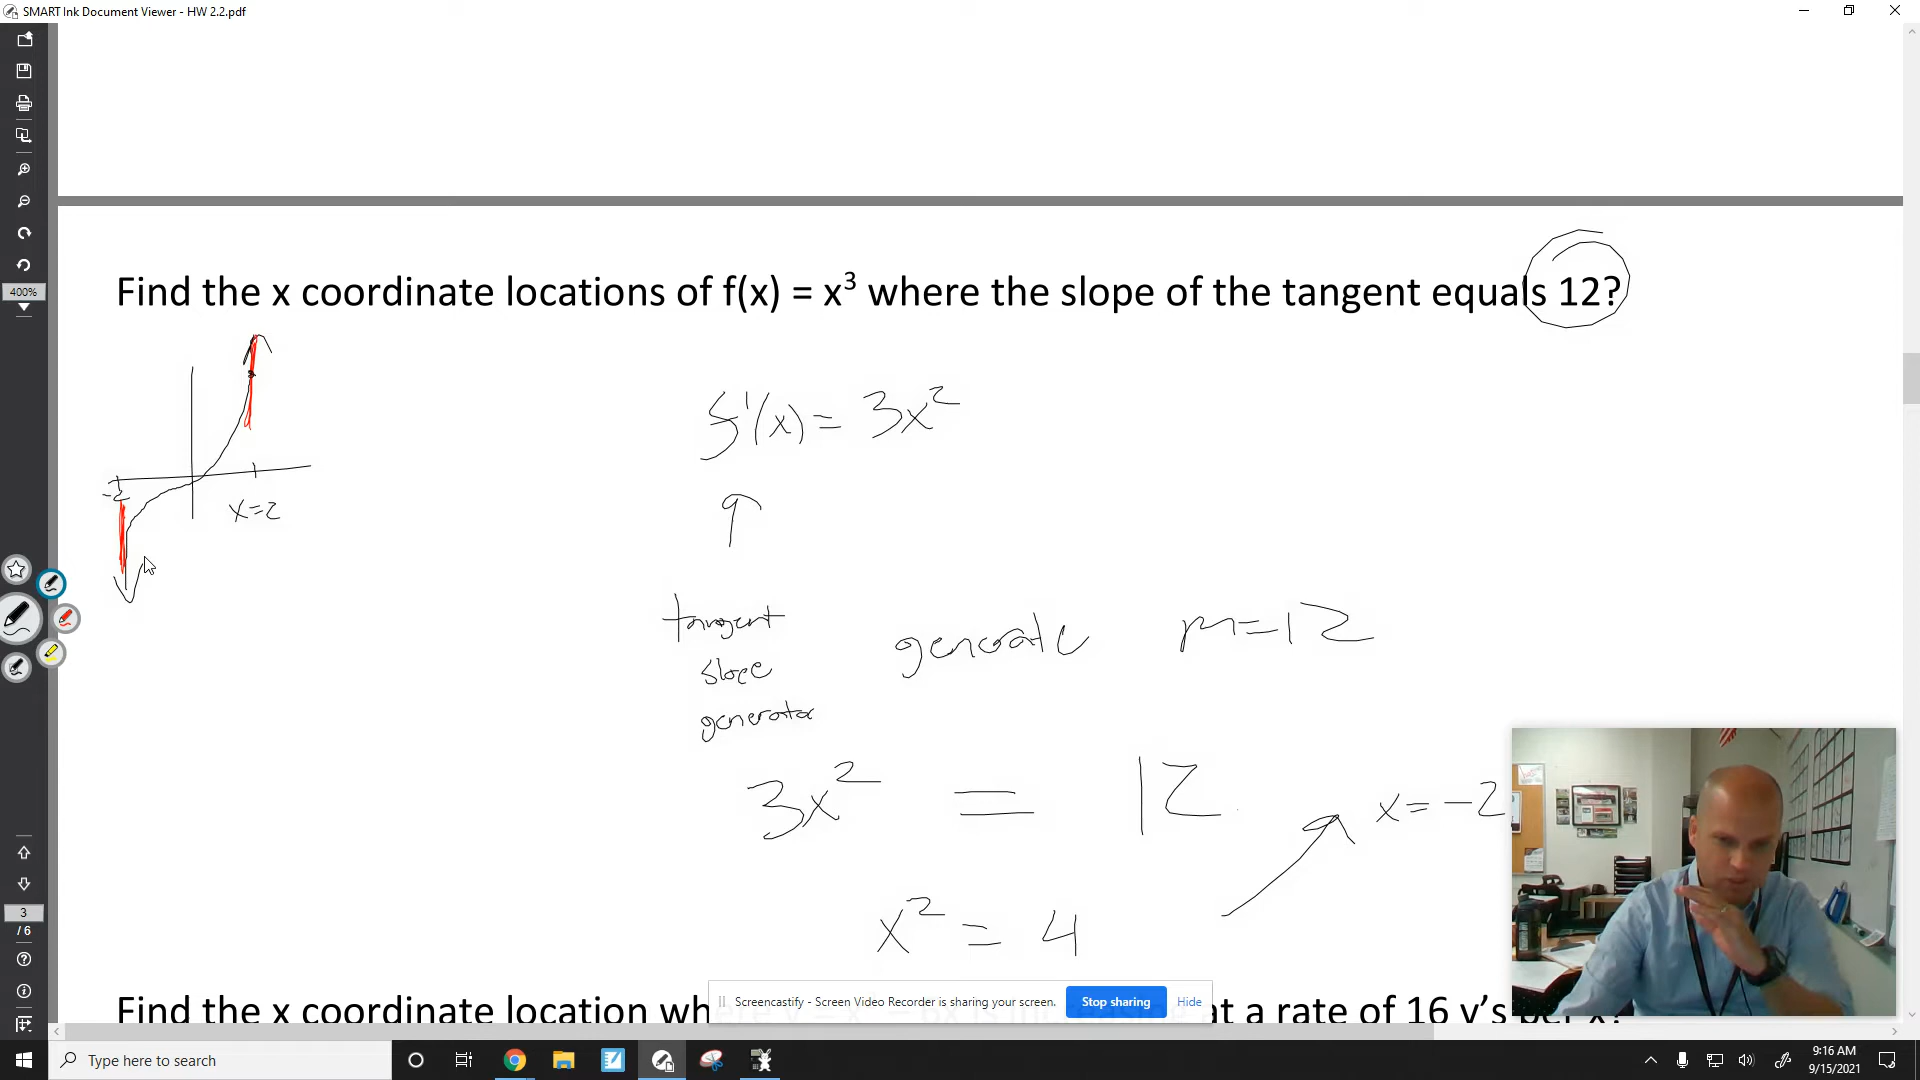 SMART Ink Document Viewer - HW 2.2.pdf
400%
Find the x coordinate locations of f(x) = x³ where the slope of the tangent equals 12?
f'(x) = 3x²
-2
x=2
tangent
slope
generator
generate m=12
3x² = 12
x = -2
x² = 4
3
/ 6
Screencastify - Screen Video Recorder is sharing your screen.
Stop sharing
Hide
Find the x coordinate location
at a rate of 16 y's per x?
Type here to search
9:16 AM
9/15/2021